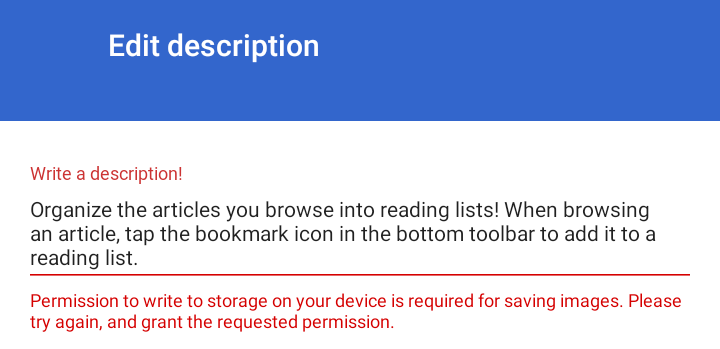 Edit description
Write a description!
Organize the articles you browse into reading lists! When browsing
an article, tap the bookmark icon in the bottom toolbar to add it to a
reading list.
Permission to write to storage on your device is required for saving images. Please
try again, and grant the requested permission.